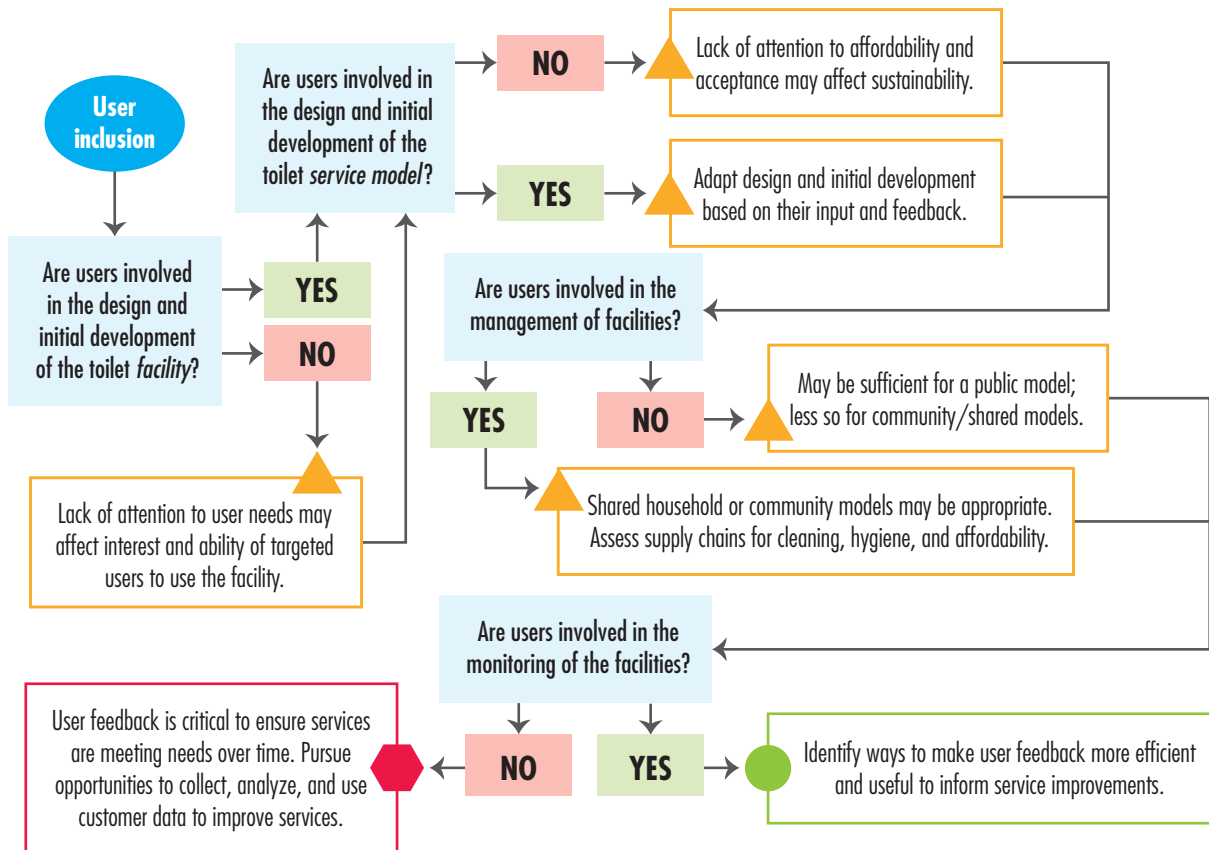 User
inclusion
Are users involved
in the design and
initial development
of the toilet facility?
YES
NO
Lack of attention to user needs may
affect interest and ability of targeted
users to use the facility.
Are users involved in
the design and initial
development of the
toilet service model?
NO
Lack of attention to affordability and
acceptance may affect sustainability.
YES
Adapt design and initial development
based on their input and feedback.
Are users involved in the
management of facilities?
YES
NO
May be sufficient for a public model;
less so for community/shared models.
Shared household or community models may be appropriate.
Assess supply chains for cleaning, hygiene, and affordability.
Are users involved in the
monitoring of the facilities?
NO
YES
User feedback is critical to ensure services
are meeting needs over time. Pursue
opportunities to collect, analyze, and use
customer data to improve services.
Identify ways to make user feedback more efficient
and useful to inform service improvements.